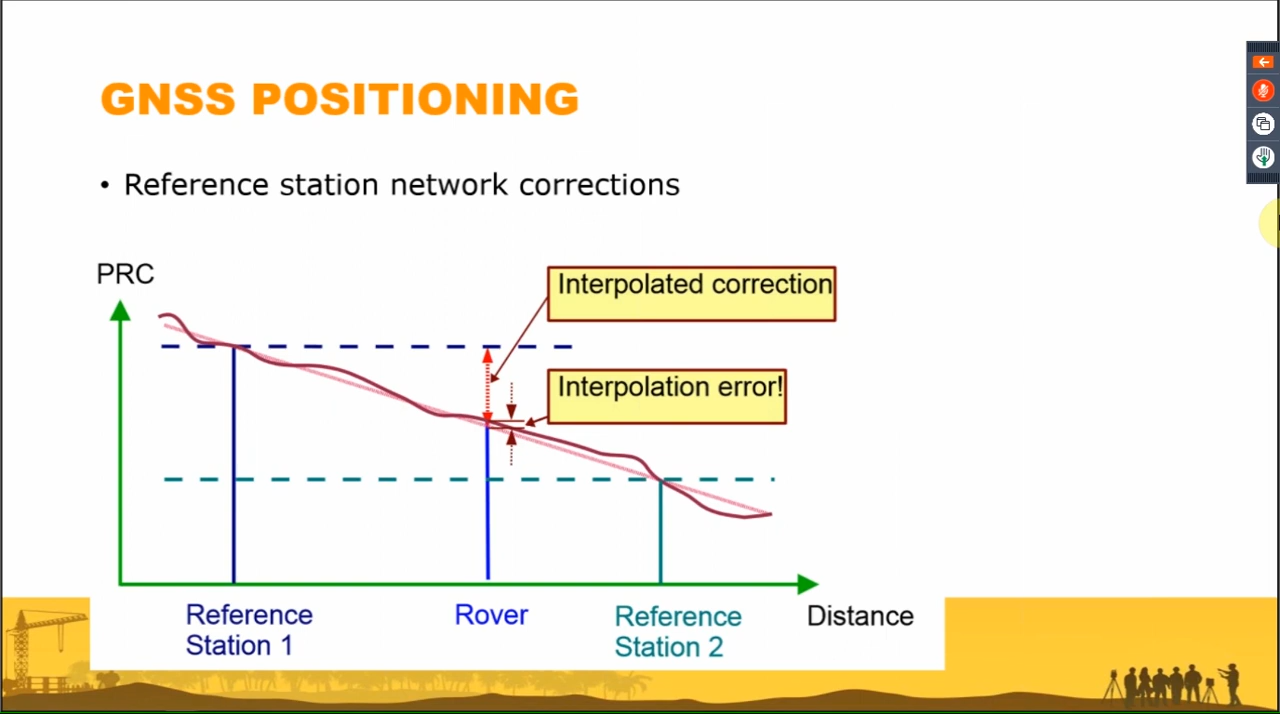 GNSS POSITIONING
• Reference station network corrections
PRC
Interpolated correction
Interpolation error!
Reference
Station 1
Rover
Reference
Station 2
Distance